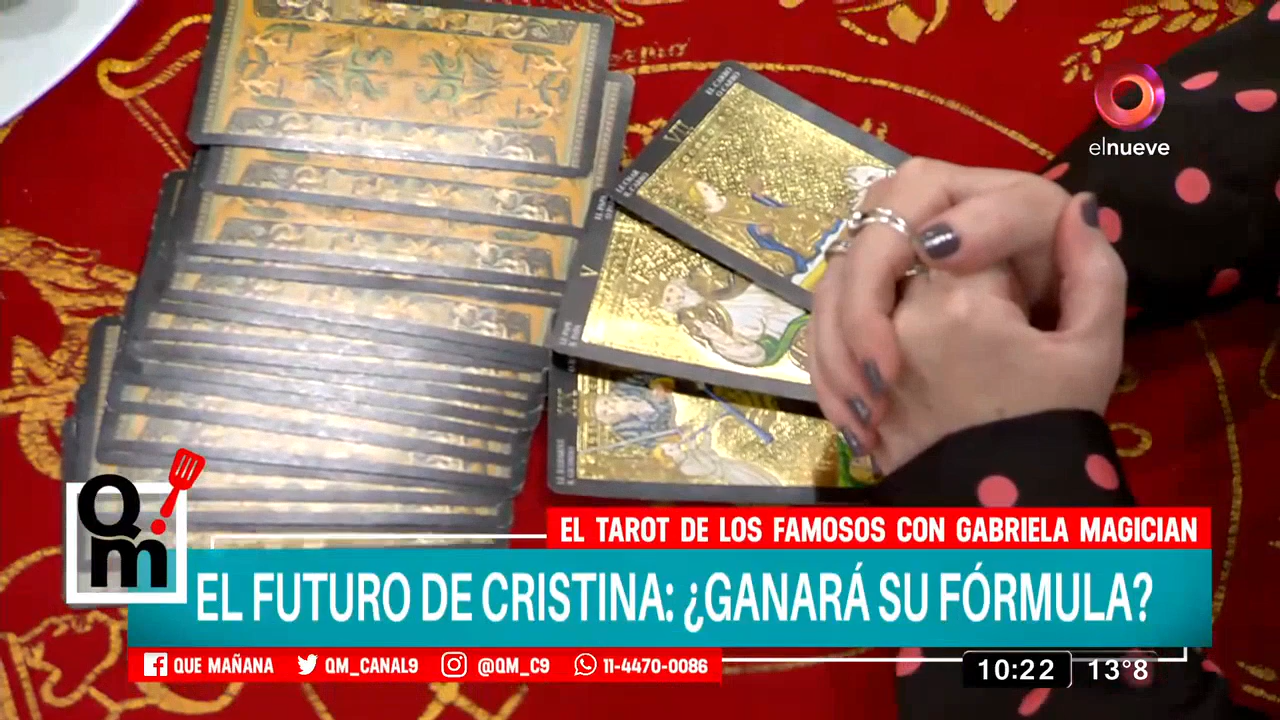 elnueve
VII
V
Qm!
EL TAROT DE LOS FAMOSOS CON GABRIELA MAGICIAN
EL FUTURO DE CRISTINA: ¿GANARÁ SU FÓRMULA?
QUE MAÑANA QM_CANAL9 @QM_C9 11-4470-0086
10:22 13°8